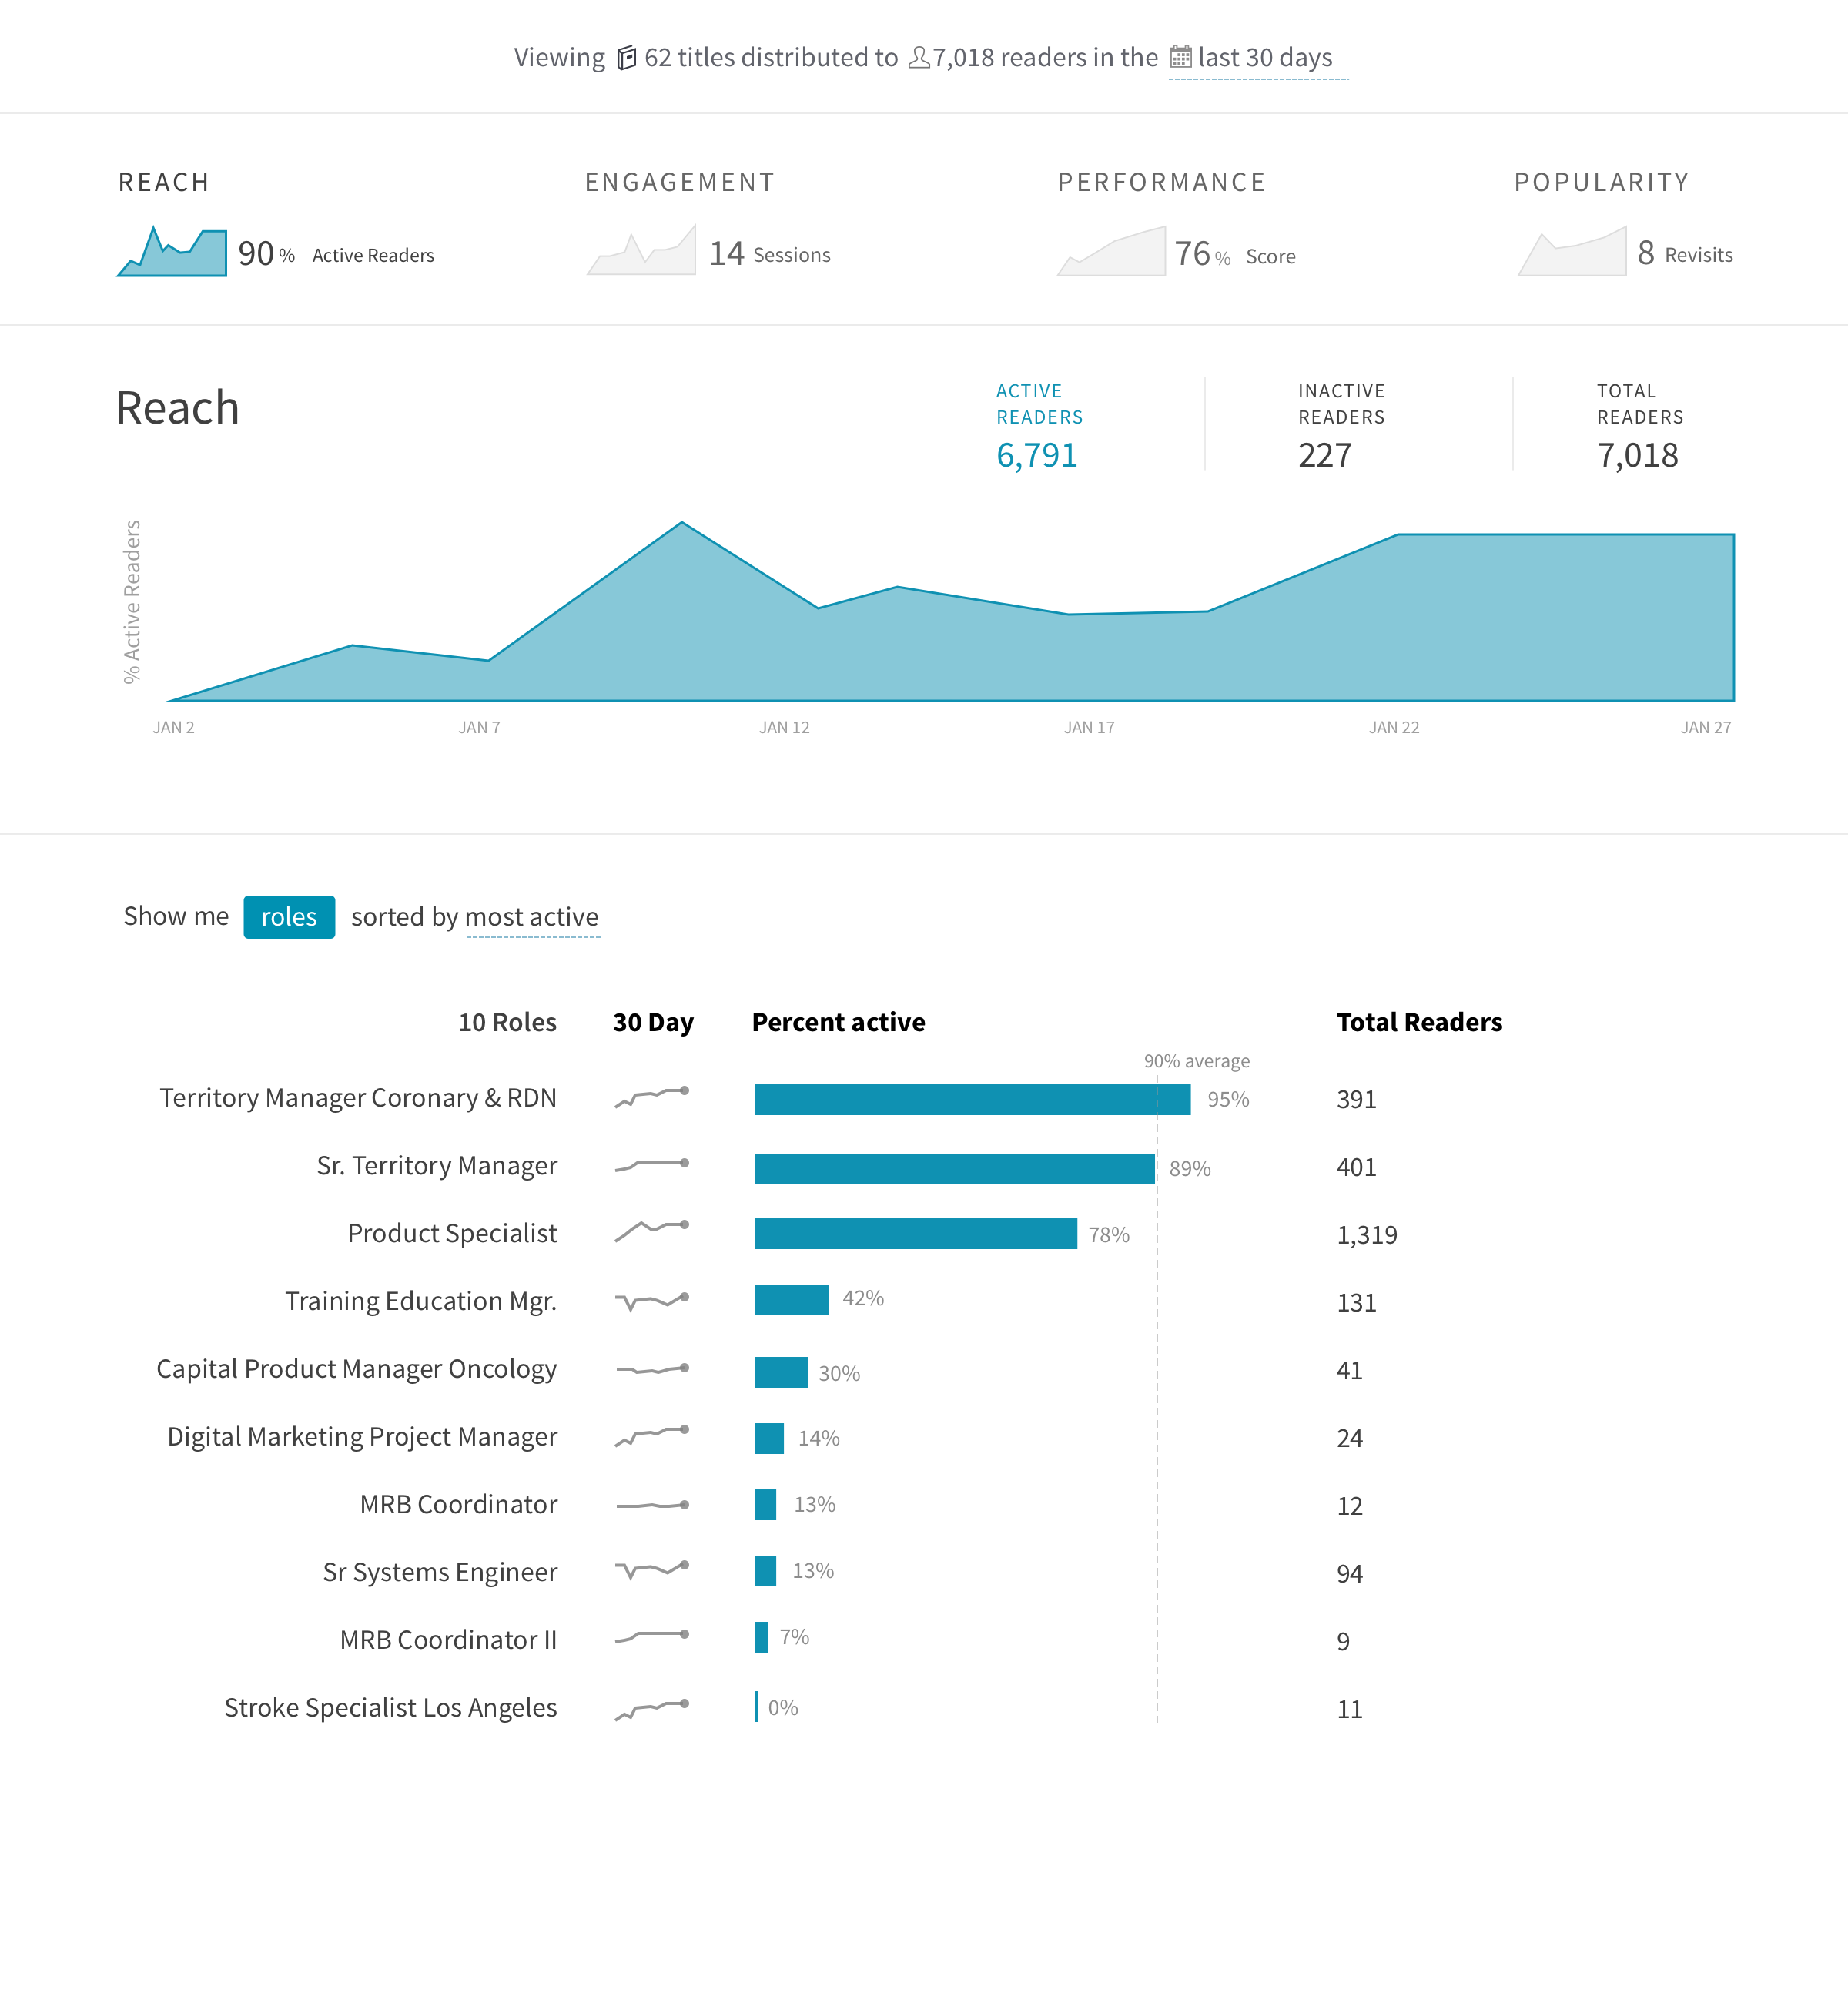 Viewing 62 titles distributed to 7,018 readers in the last 30 days
REACH
90 % Active Readers
ENGAGEMENT
14 Sessions
PERFORMANCE
76 % Score
POPULARITY
8 Revisits
Reach
ACTIVE
READERS
6,791
INACTIVE
READERS
227
TOTAL
READERS
7,018
% Active Readers
JAN 2 JAN 7 JAN 12 JAN 17 JAN 22 JAN 27
Show me roles sorted by most active
10 Roles 30 Day Percent active Total Readers
90% average
Territory Manager Coronary & RDN 95% 391
Sr. Territory Manager 89% 401
Product Specialist 78% 1,319
Training Education Mgr. 42% 131
Capital Product Manager Oncology 30% 41
Digital Marketing Project Manager 14% 24
MRB Coordinator 13% 12
Sr Systems Engineer 13% 94
MRB Coordinator II 7% 9
Stroke Specialist Los Angeles 0% 11